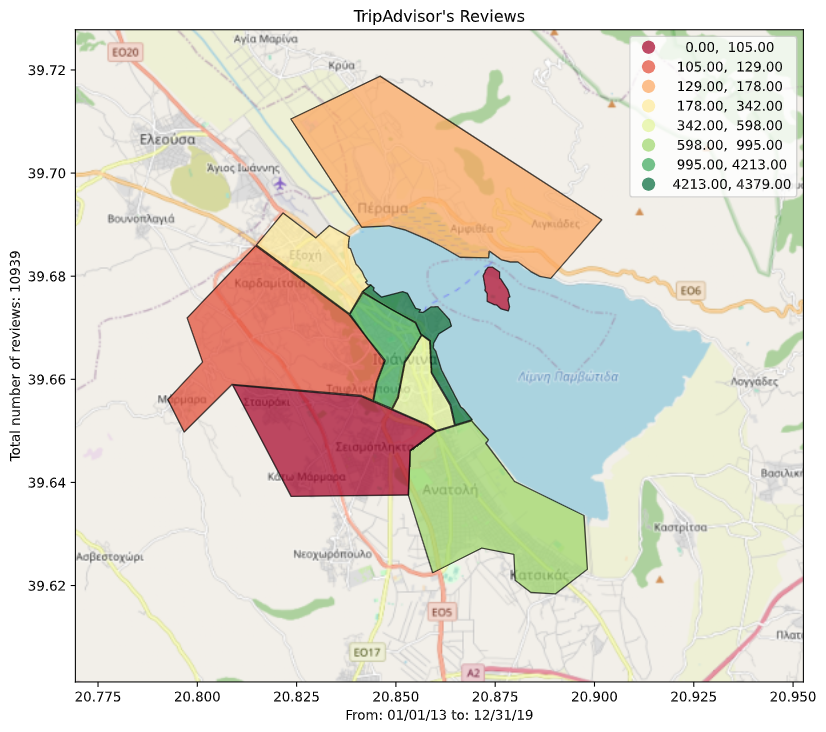 TripAdvisor's Reviews
0.00, 105.00
105.00, 129.00
129.00, 178.00
178.00, 342.00
342.00, 598.00
598.00, 995.00
995.00, 4213.00
4213.00, 4379.00
39.72
39.70
39.68
39.66
39.64
39.62
Total number of reviews: 10939
ΕΟ20
Αγία Μαρίνα
Κρύα
Ελεούσα
Άγιος Ιωάννης
Βουνοπλαγιά
Πέραμα
Αμφιθέα
Λιγκιάδες
Εξοχή
Καρδαμίτσια
ΕΟ6
Ιωάννινα
Λίμνη Παμβώτιδα
Τσιφλικόπουλο
Μάρμαρα
Σταυράκι
Λογγάδες
Σεισμόπληκτα
Κάτω Μάρμαρα
Ανατολή
Βασιλικ
Καστρίτσα
Ασβεστοχώρι
Νεοχωρόπουλο
Κατσικάς
ΕΟ5
ΕΟ17
Πλατ
Α2
20.775
20.800
20.825
20.850
20.875
20.900
20.925
20.950
From: 01/01/13 to: 12/31/19